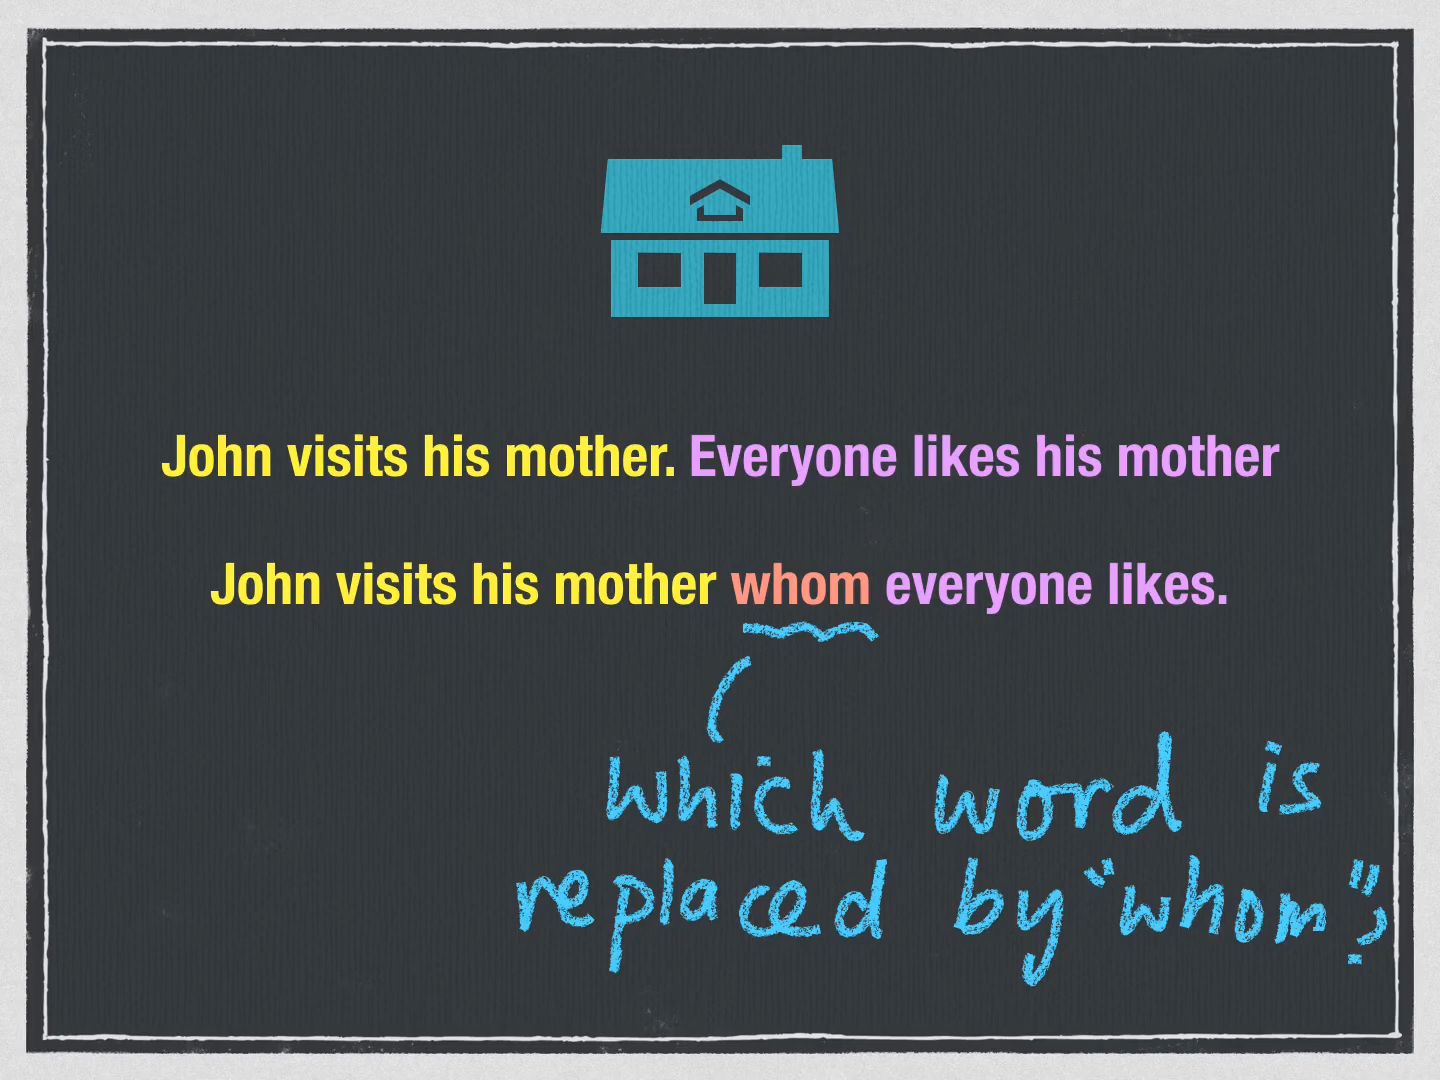 John visits his mother. Everyone likes his mother
John visits his mother whom everyone likes.
which word is
replaced by "whom"?